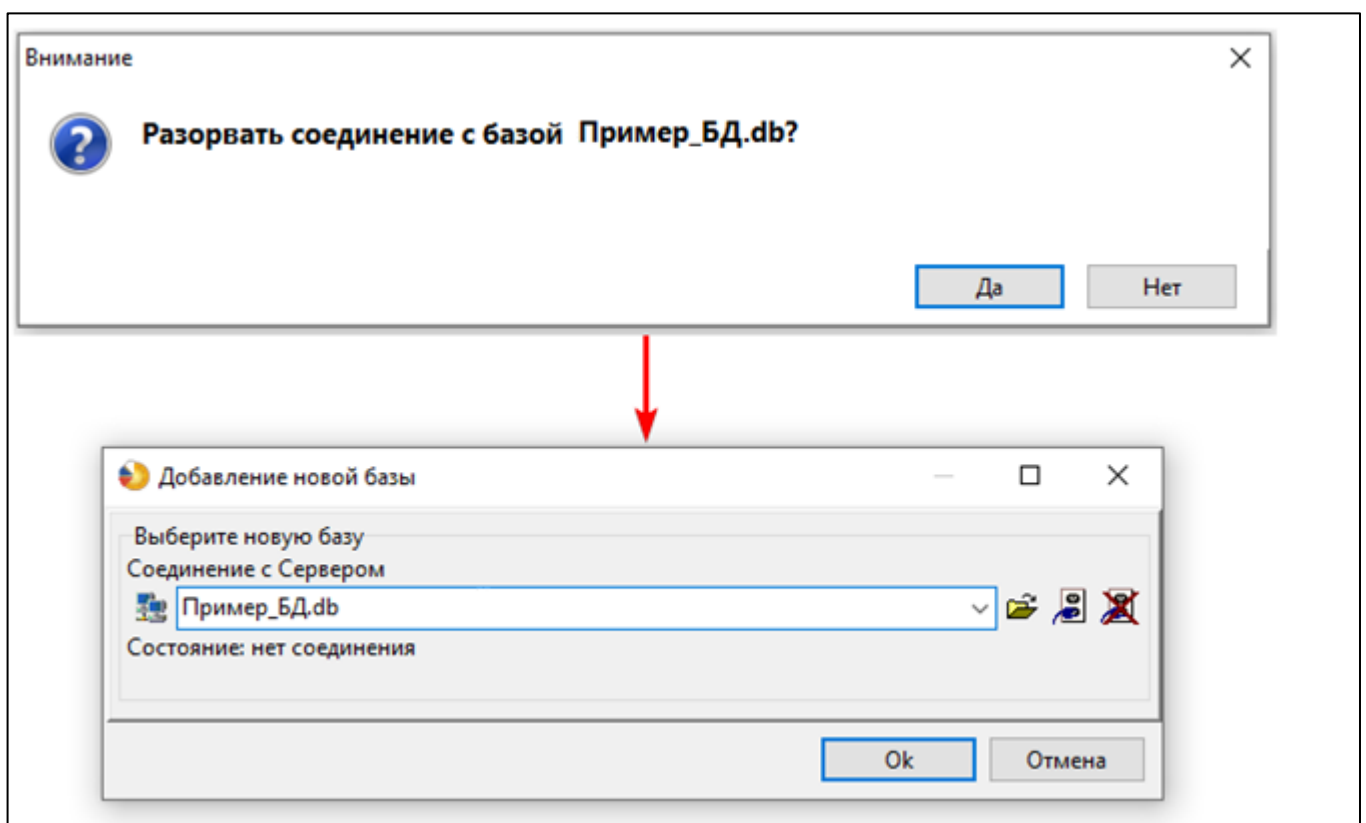 Внимание
Разорвать соединение с базой Пример_БД.db?
Да Нет
Добавление новой базы
Выберите новую базу
Соединение с Сервером
Пример_БД.db
Состояние: нет соединения
Ok Отмена